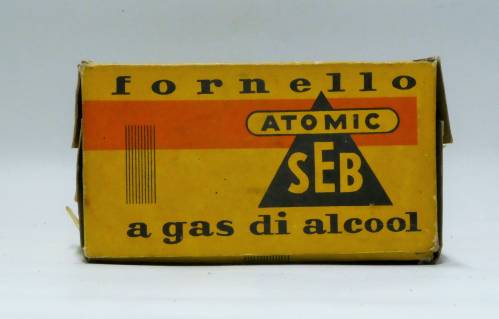 fornello
ATOMIC
SEB
a gas di alcool